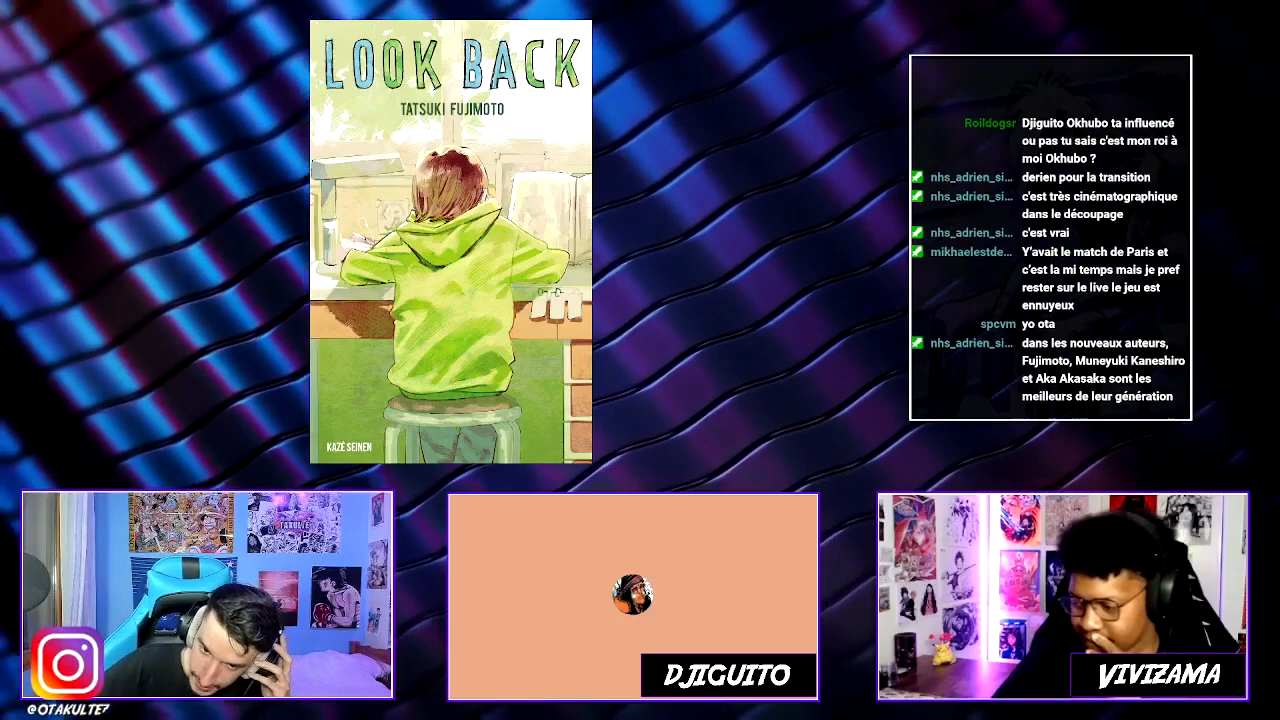 LOOK BACK
TATSUKI FUJIMOTO
KAZÉ SEINEN
Roildogsr Djiguito Okhubo ta influencé
ou pas tu sais c'est mon roi à
moi Okhubo ?
nhs_adrien_si... derien pour la transition
nhs_adrien_si... c'est très cinématographique
dans le découpage
nhs_adrien_si... c'est vrai
mikhaelestde... Y'avait le match de Paris et
c'est la mi temps mais je pref
rester sur le live le jeu est
ennuyeux
spcvm yo ota
nhs_adrien_si... dans les nouveaux auteurs,
Fujimoto, Muneyuki Kaneshiro
et Aka Akasaka sont les
meilleurs de leur génération
OTAKULTE
@OTAKULTE7
DJIGUITO
VIVIZAMA